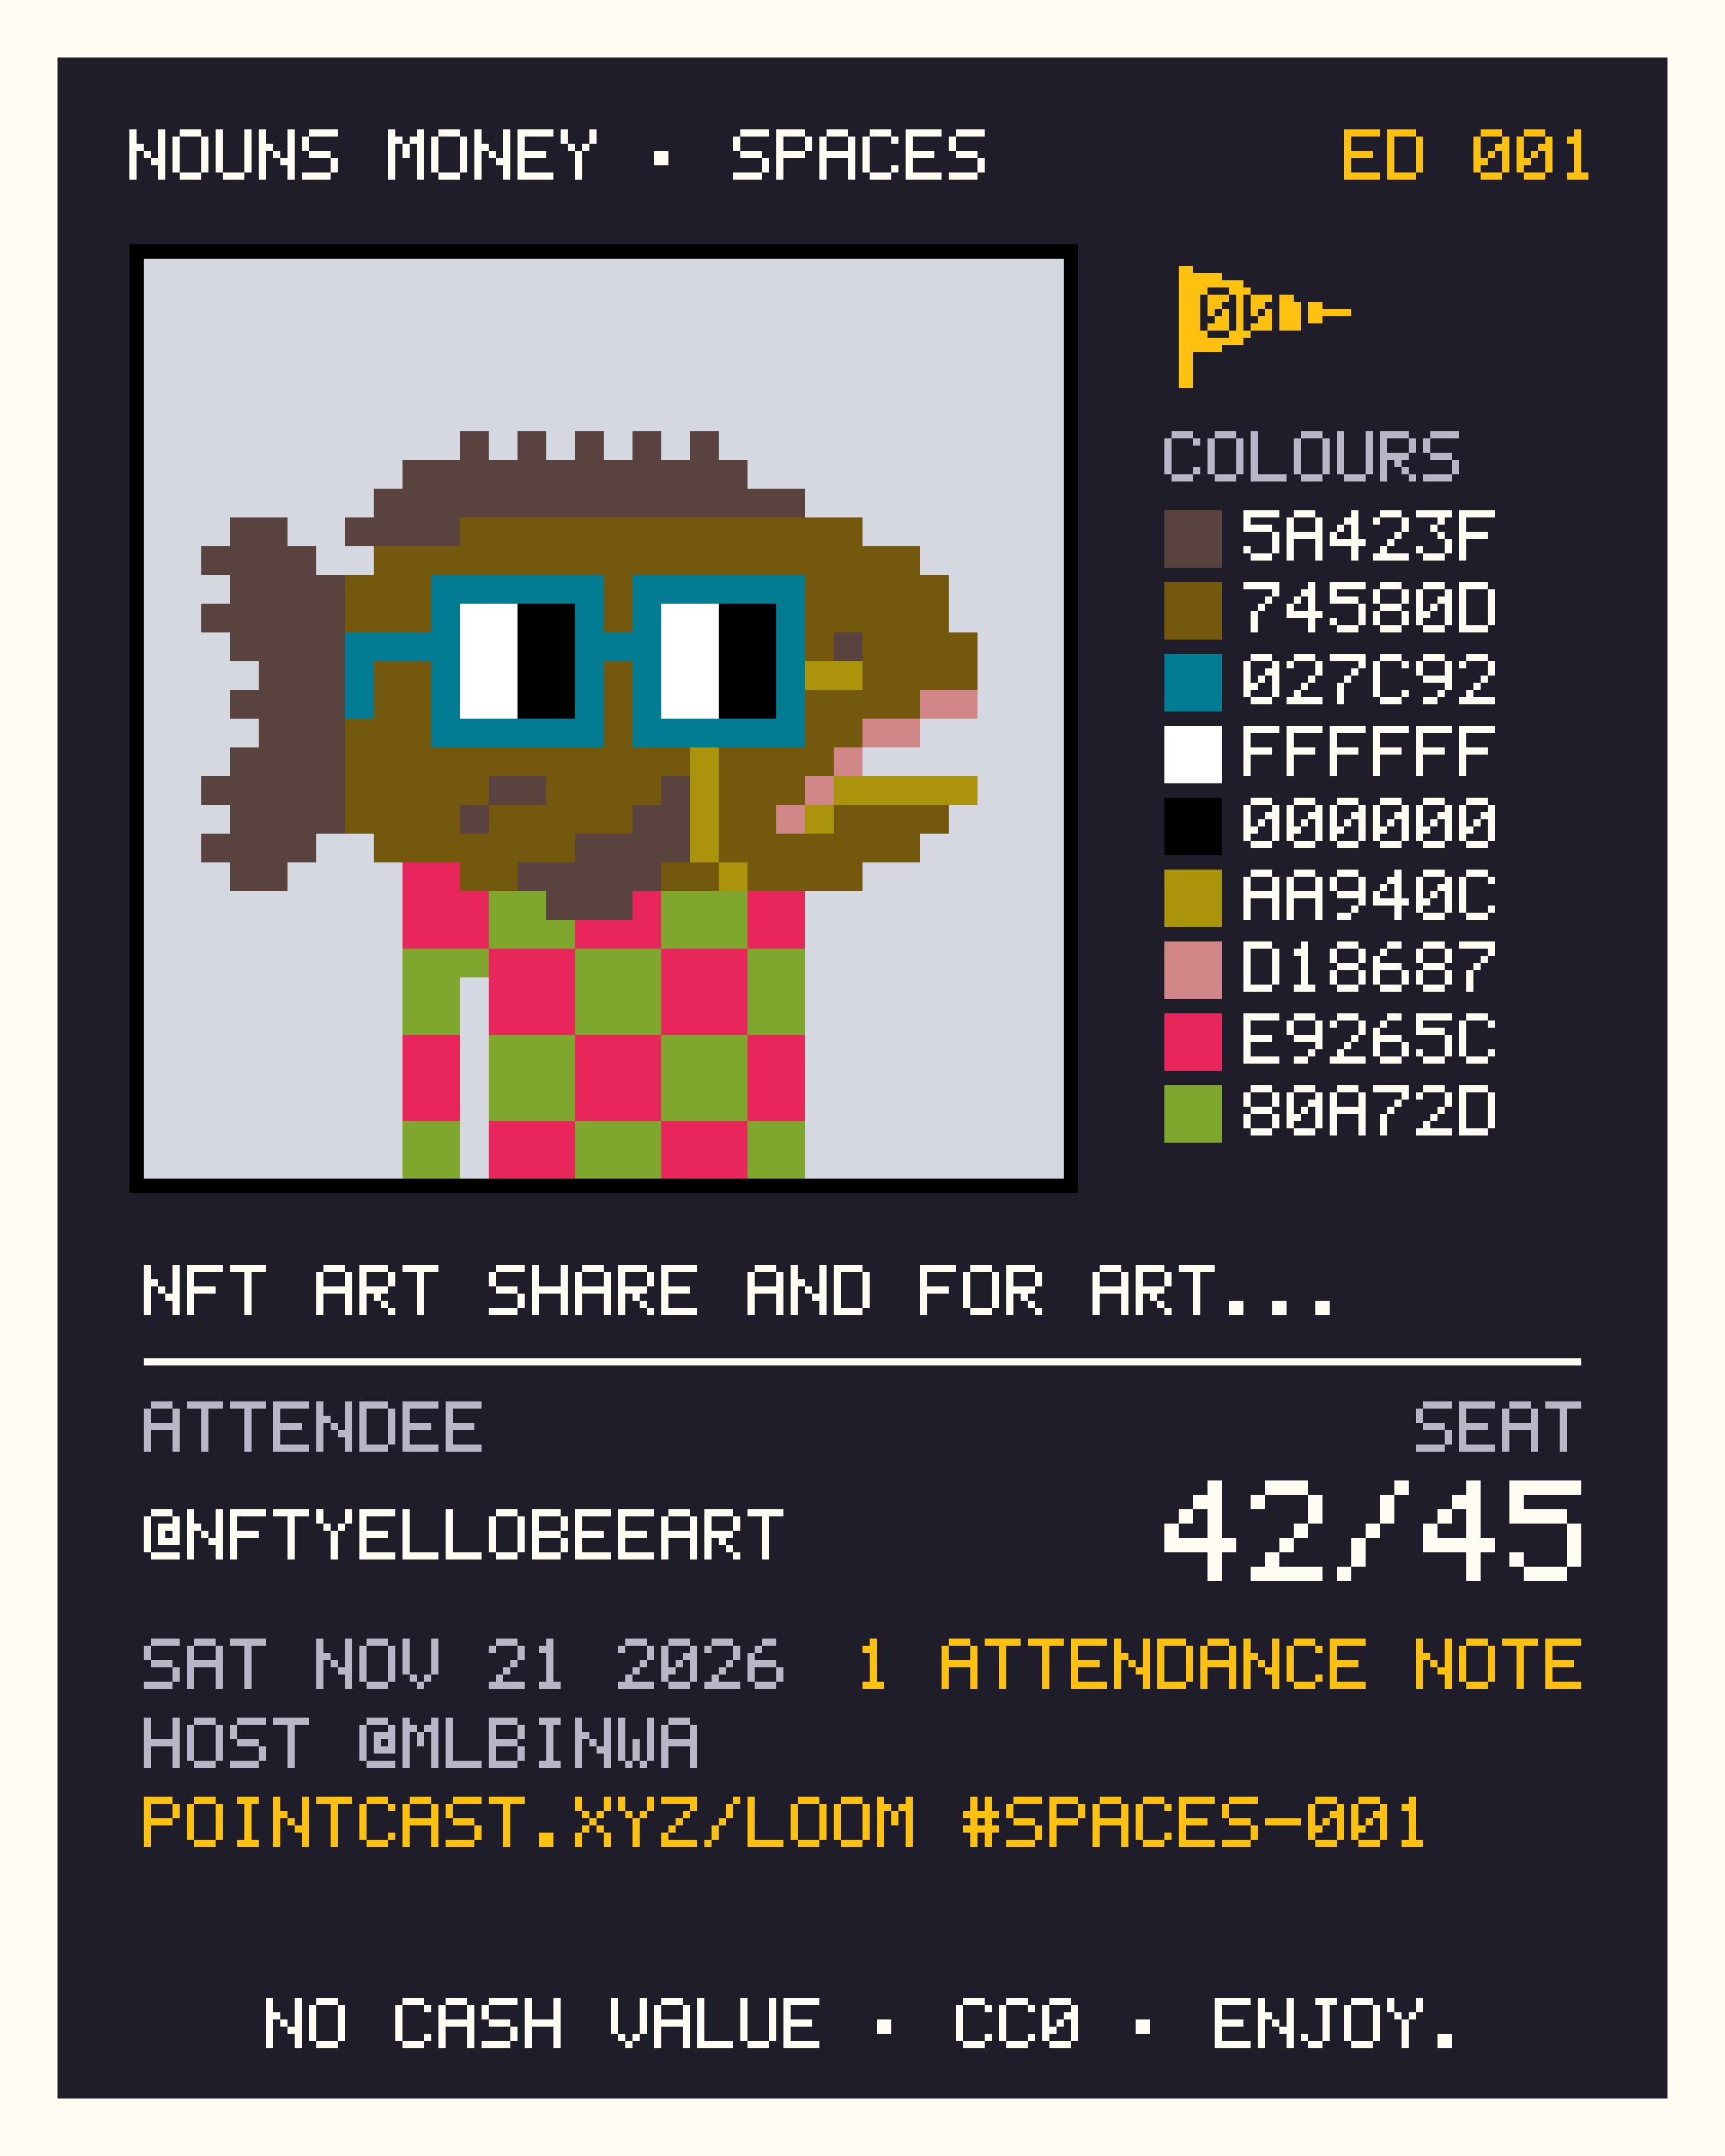 NOUNS MONEY · SPACES
ED 001
001
COLOURS
5A423F
74580D
027C92
FFFFFF
000000
AA940C
D18687
E9265C
80A72D
NFT ART SHARE AND FOR ART...
ATTENDEE
SEAT
@NFTYELLOBEEART
42/45
SAT NOV 21 2026
1 ATTENDANCE NOTE
HOST @MLBINWA
POINTCAST.XYZ/LOOM #SPACES-001
NO CASH VALUE · CC0 · ENJOY.